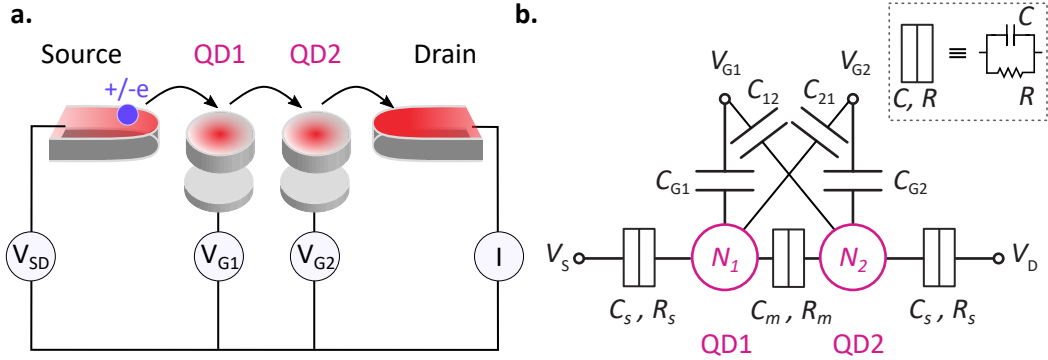 a.
Source QD1 QD2 Drain
+/-e
V_SD V_G1 V_G2 I
b.
C
C, R ≡ R
V_G1 C_12 C_21 V_G2
C_G1 C_G2
V_S N_1 N_2 V_D
C_s , R_s C_m , R_m C_s , R_s
QD1 QD2